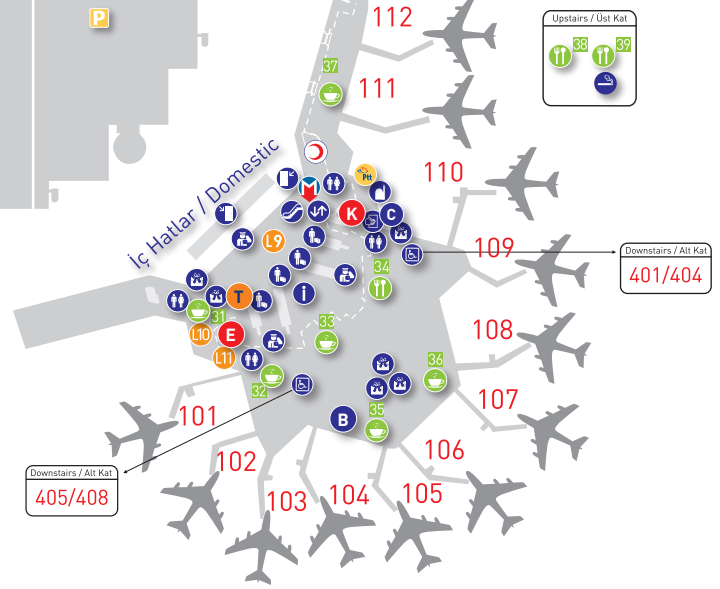 112
P
Upstairs / Üst Kat
38
39
37
111
İç Hatlar / Domestic
110
M
Ptt
K
C
L9
109
Downstairs / Alt Kat
401/404
34
i
T
31
L10
E
33
108
L11
36
32
107
101
35
B
106
102
Downstairs / Alt Kat
405/408
103
104
105